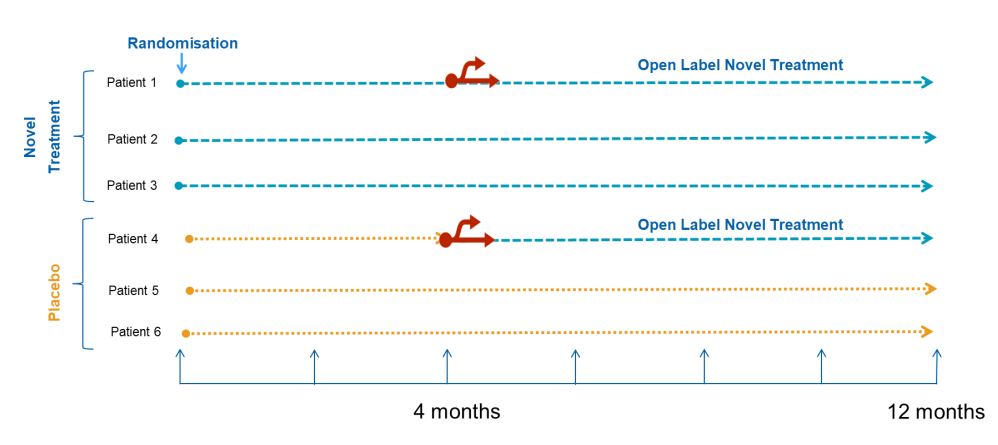 Randomisation
Open Label Novel Treatment
Patient 1
Novel
Treatment
Patient 2
Patient 3
Open Label Novel Treatment
Patient 4
Placebo
Patient 5
Patient 6
4 months
12 months